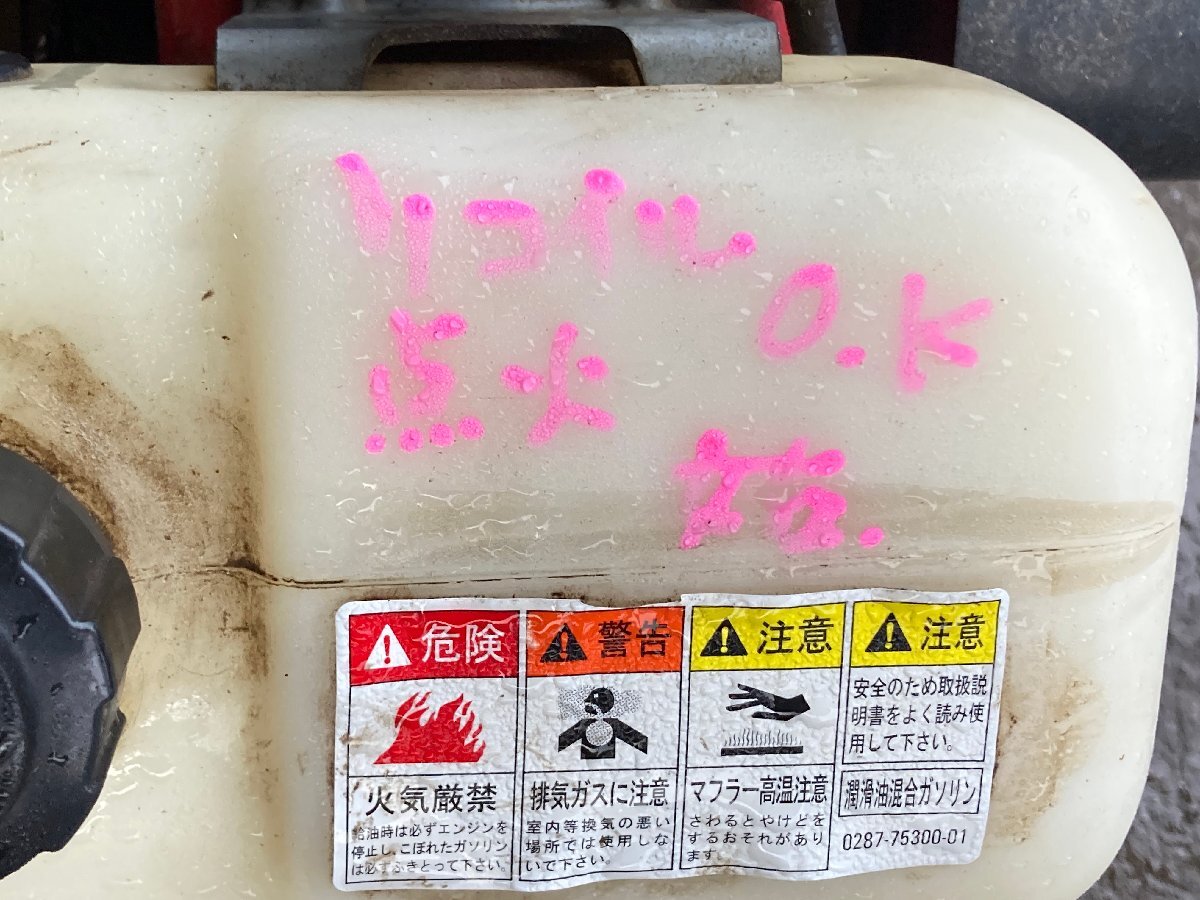 リコイル O.K
点火
危険
火気厳禁
給油時は必ずエンジンを
停止し、こぼれたガソリン
は必ずふきとって下さい。
警告
排気ガスに注意
室内等換気の悪い
場所では使用しな
いで下さい。
注意
マフラー高温注意
さわるとやけどを
するおそれがあり
ます。
注意
安全のため取扱説
明書をよく読み使
用して下さい。
潤滑油混合ガソリン
0287-75300-01